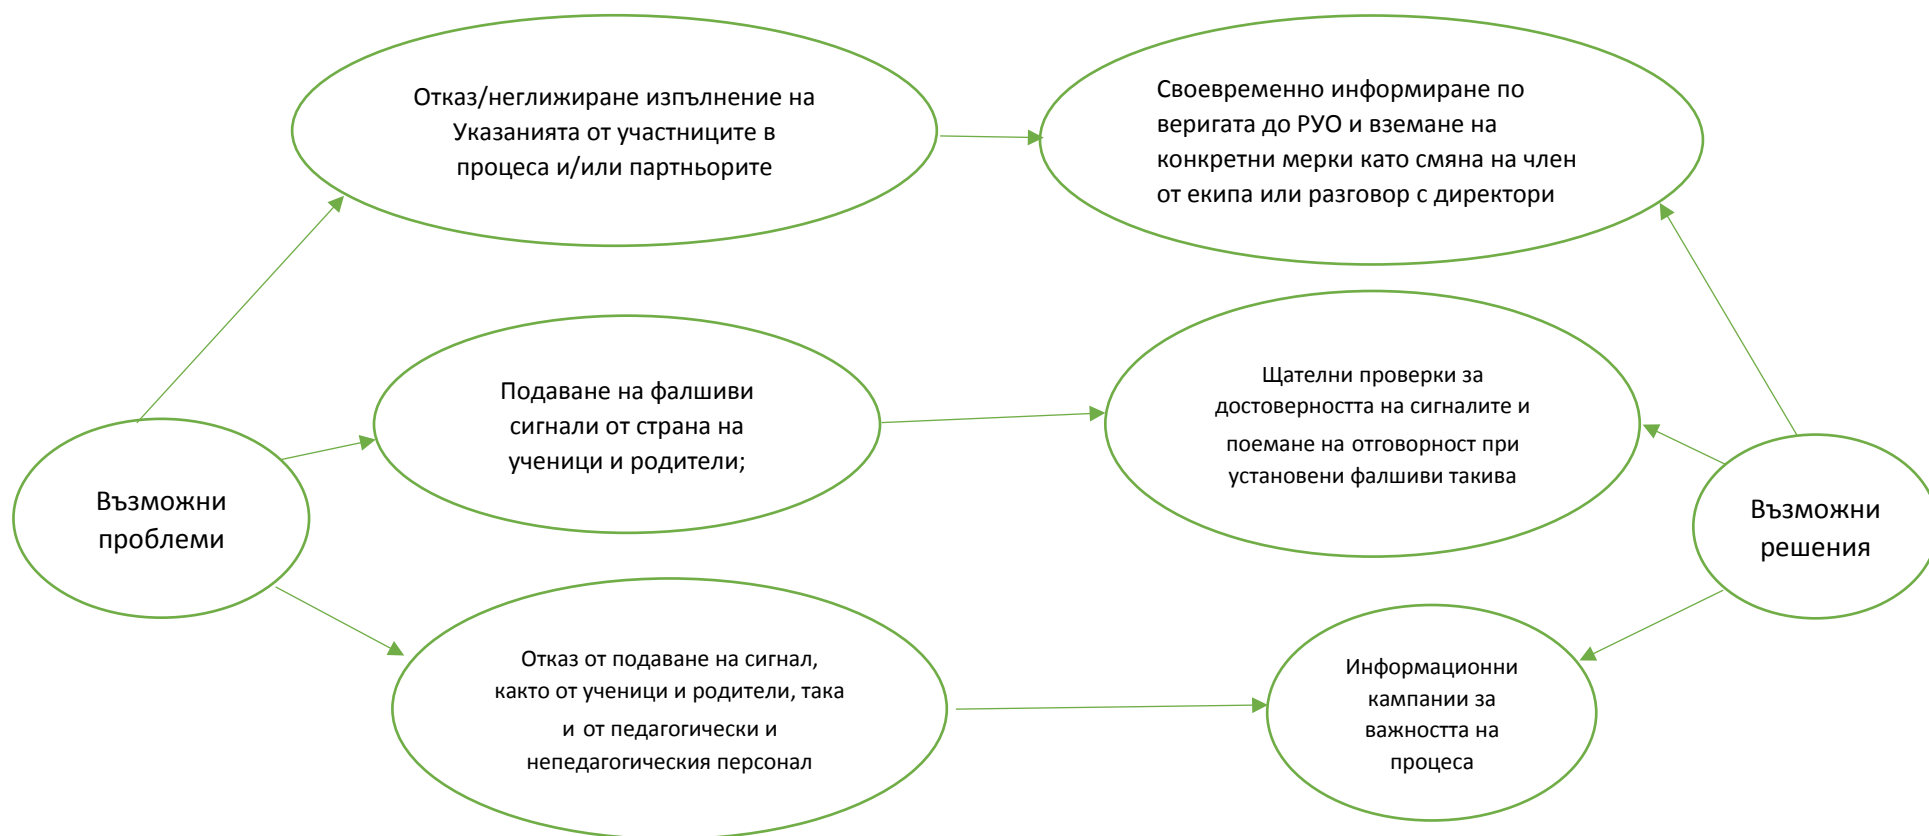 Отказ/неглижиране изпълнение на
Указанията от участниците в
процеса и/или партньорите
Своевременно информиране по
веригата до РУО и вземане на
конкретни мерки като смяна на член
от екипа или разговор с директори
Подаване на фалшиви
сигнали от страна на
ученици и родители;
Щателни проверки за
достоверността на сигналите и
поемане на отговорност при
установени фалшиви такива
Възможни
проблеми
Възможни
решения
Отказ от подаване на сигнал,
както от ученици и родители, така
и от педагогически и
непедагогическия персонал
Информационни
кампании за
важността на
процеса